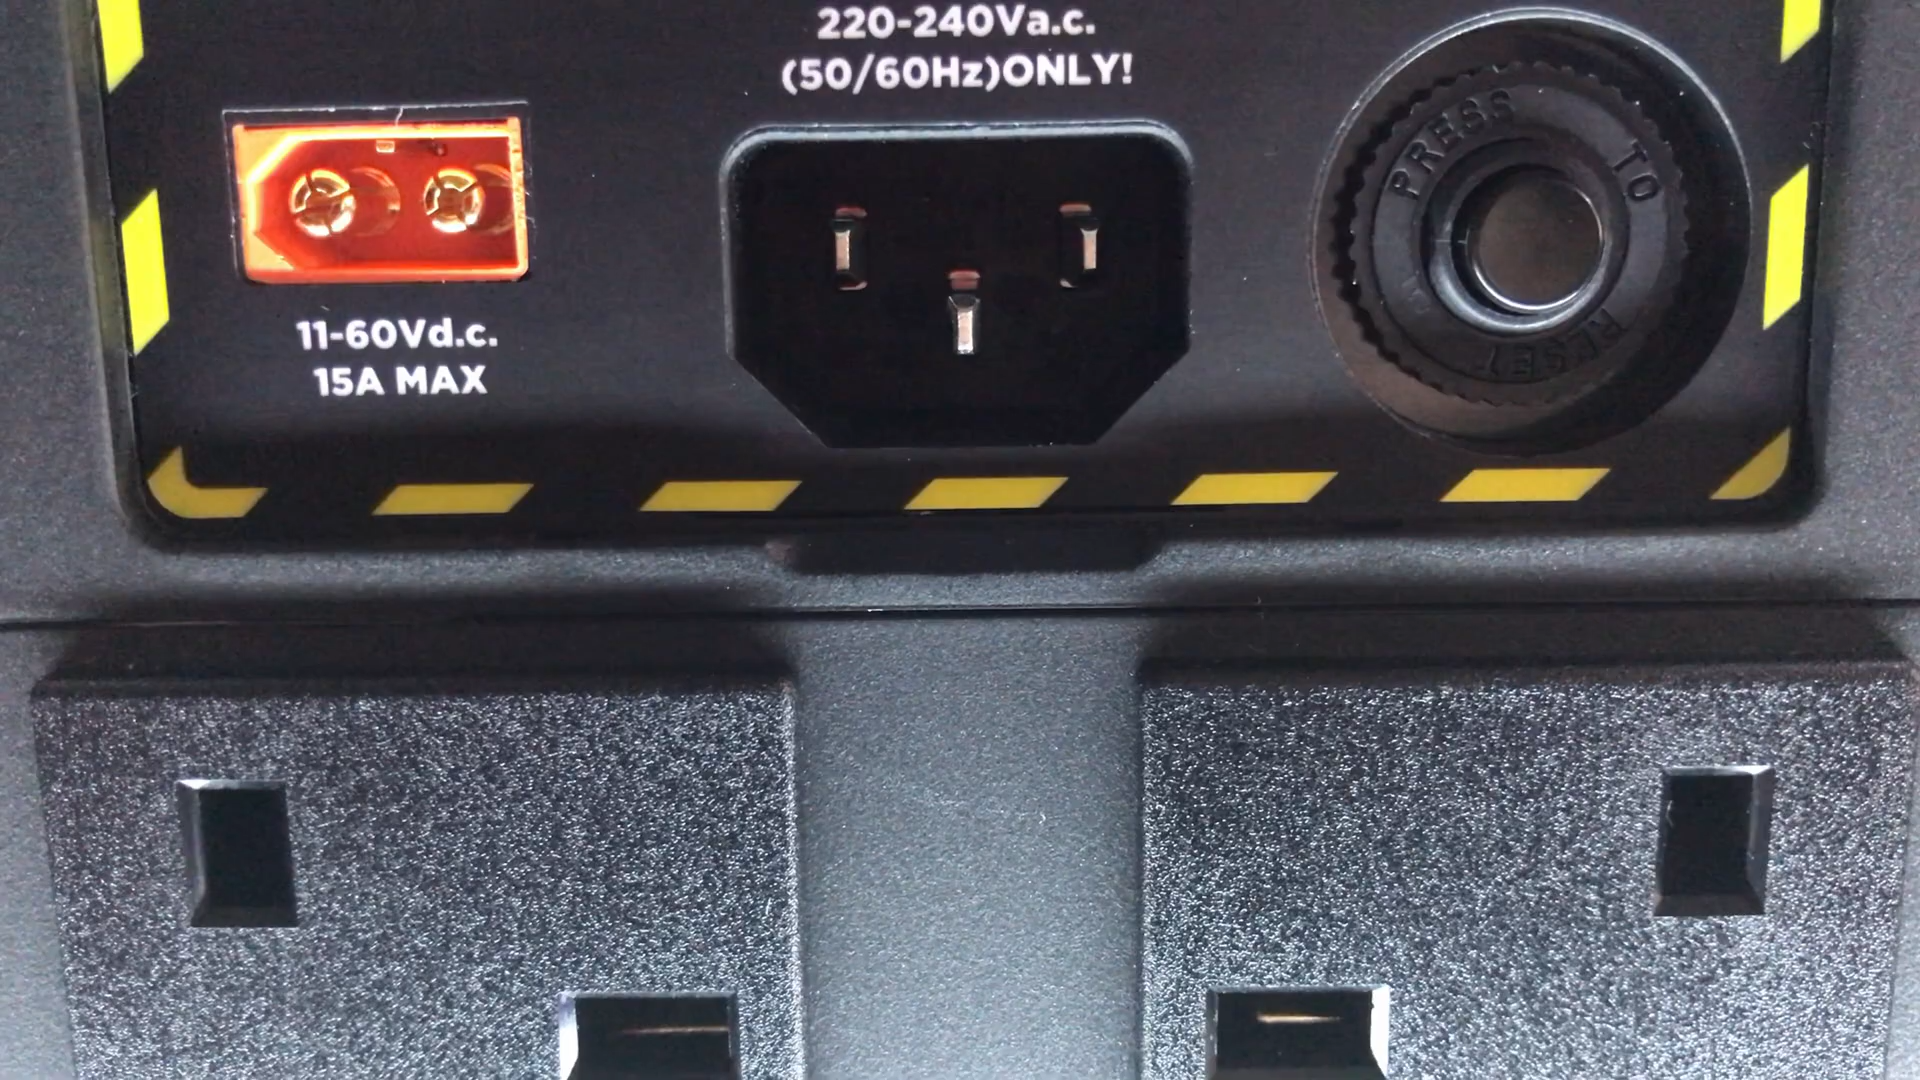 220-240Va.c.
(50/60Hz)ONLY!
11-60Vd.c.
15A MAX
PRESS TO
RESET